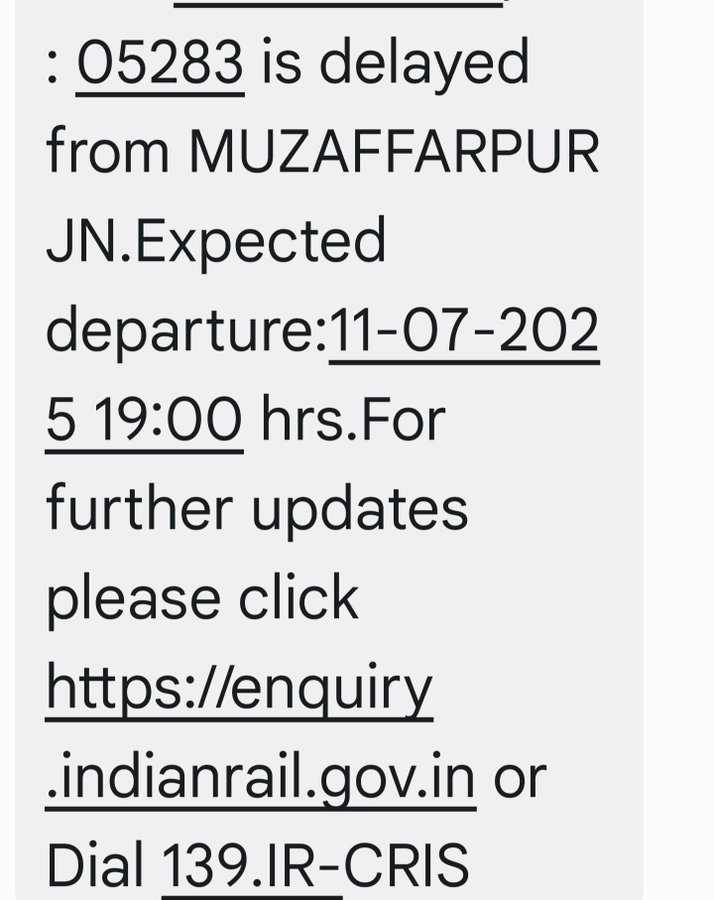 : 05283 is delayed
from MUZAFFARPUR
JN.Expected
departure:11-07-202
5 19:00 hrs.For
further updates
please click
https://enquiry
.indianrail.gov.in or
Dial 139.IR-CRIS